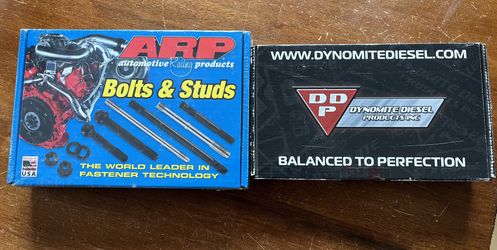 ARP
automotive Racing products
Bolts & Studs
USA
THE WORLD LEADER IN
FASTENER TECHNOLOGY
WWW.DYNOMITEDIESEL.COM
DDP
DYNOMITE DIESEL
PRODUCTS INC.
BALANCED TO PERFECTION